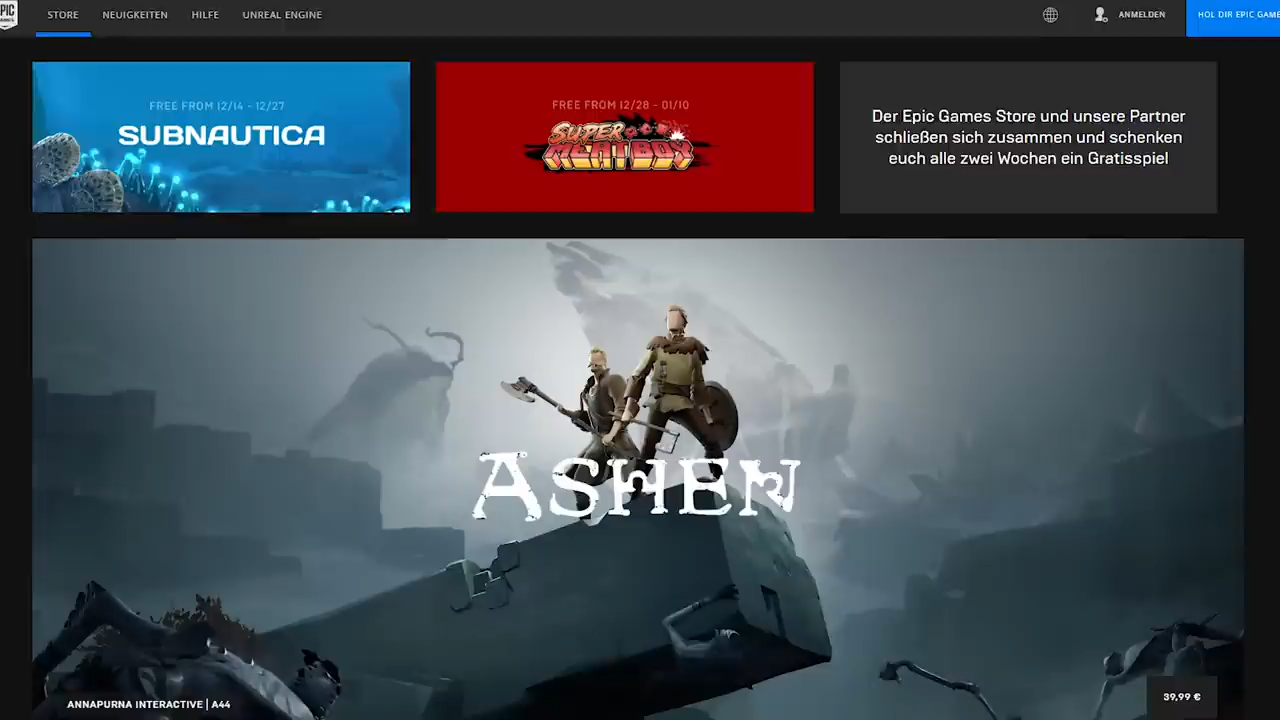 EPIC
GAMES
STORE
NEUIGKEITEN
HILFE
UNREAL ENGINE
ANMELDEN
HOL DIR EPIC GAME
FREE FROM 12/14 - 12/27
SUBNAUTICA
FREE FROM 12/28 - 01/10
SUPER
MEAT BOY
Der Epic Games Store und unsere Partner
schließen sich zusammen und schenken
euch alle zwei Wochen ein Gratisspiel
ASHEN
ANNAPURNA INTERACTIVE | A44
39,99 €